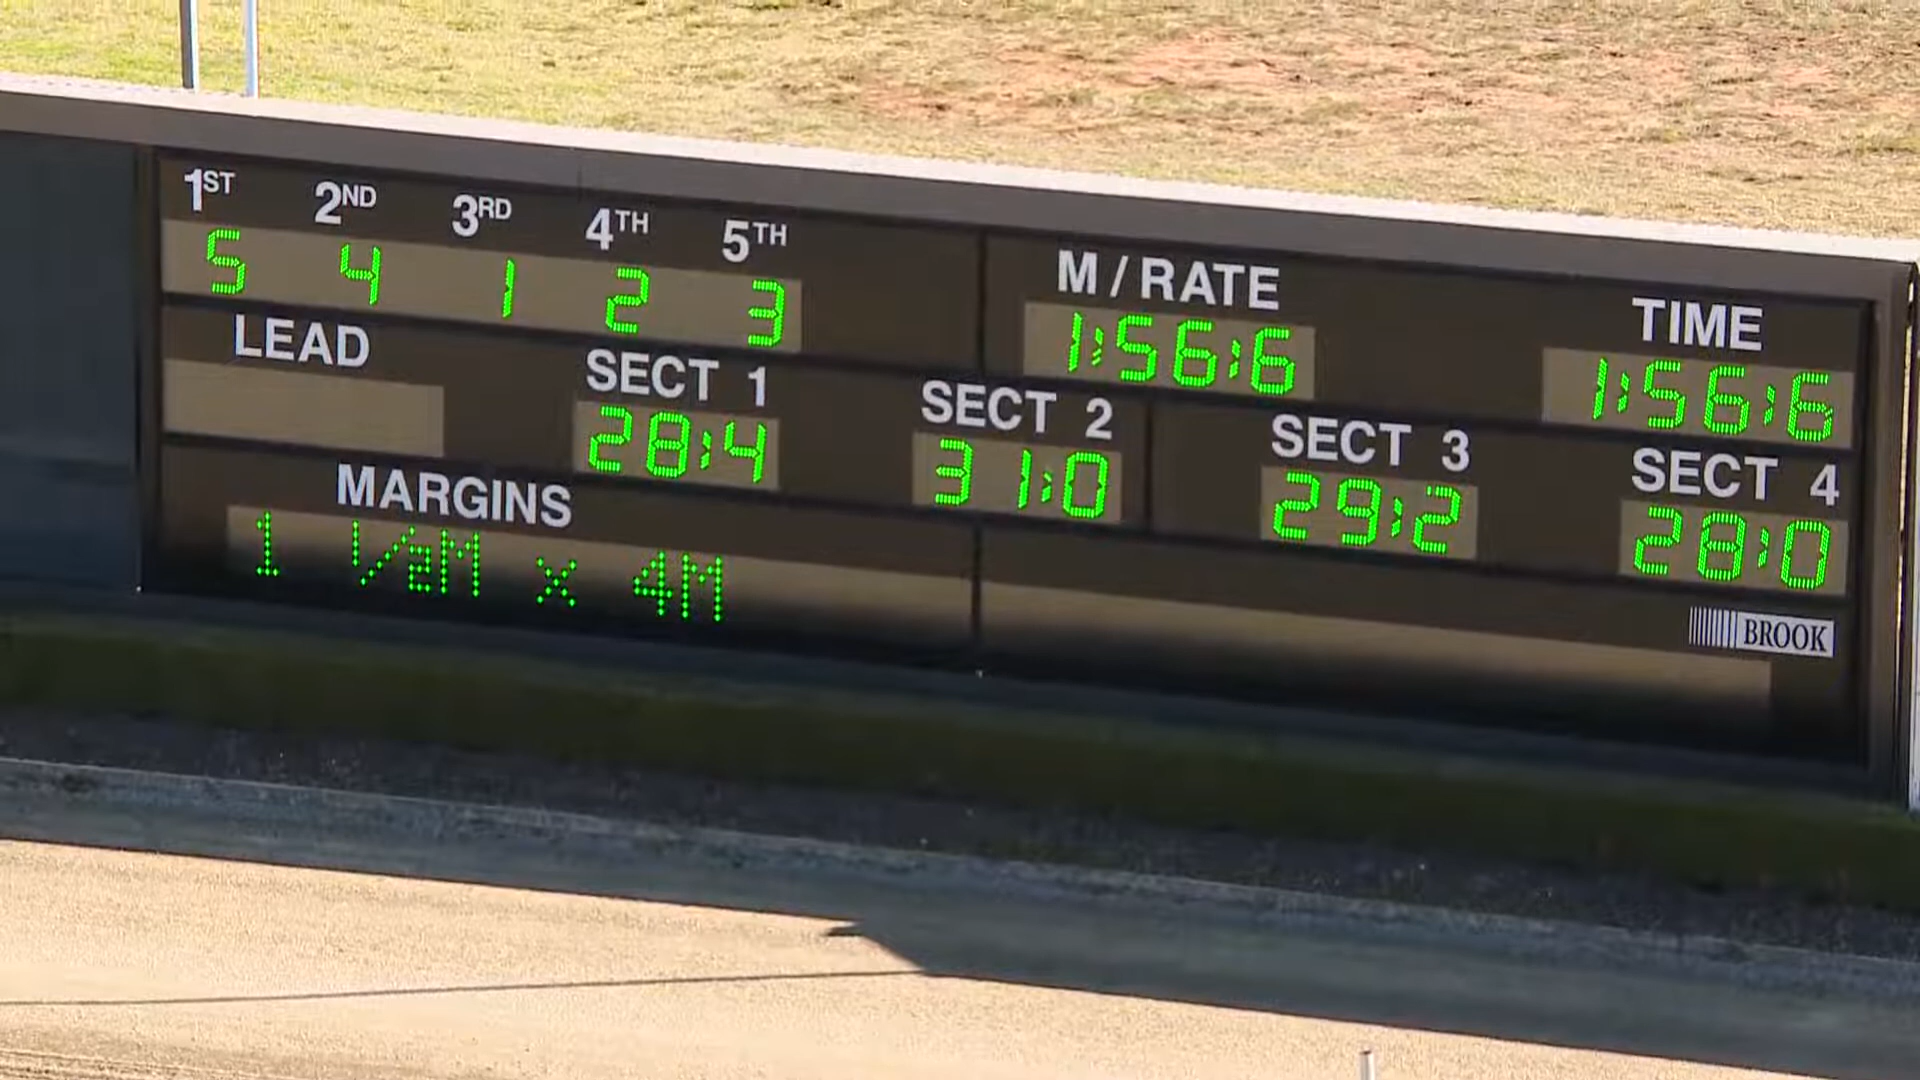 1ST 2ND 3RD 4TH 5TH
5 4 1 2 3
M/RATE
1:56:6
TIME
1:56:6
LEAD
SECT 1
28:4
SECT 2
31:0
SECT 3
29:2
SECT 4
28:0
MARGINS
1 1/2M x 4M
BROOK